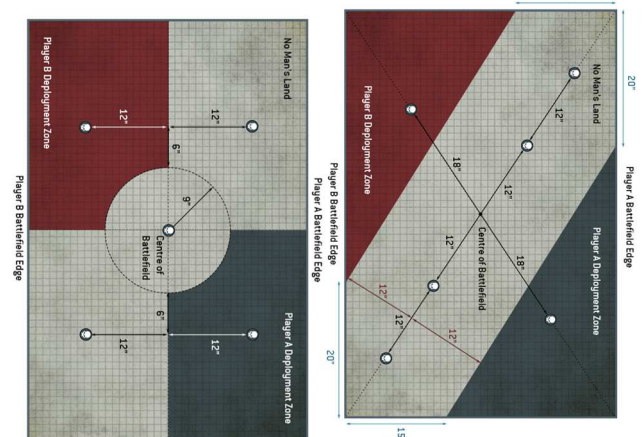 No Man's Land
Player B Deployment Zone
12"
12"
6"
9"
Centre of
Battlefield
6"
12"
12"
Player A Deployment Zone
Player B Battlefield Edge
Player A Battlefield Edge
Player B Battlefield Edge
No Man's Land
Player B Deployment Zone
Player A Deployment Zone
12"
18"
12"
Centre of Battlefield
12"
18"
12"
12"
12"
20"
20"
Player A Battlefield Edge